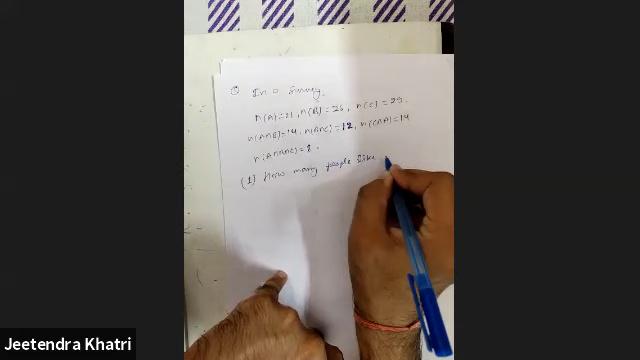 In a Survey,
n(A)=21, n(B)=26, n(C)=29
n(A∩B)=14, n(A∩C)=12, n(C∩A)=14
n(A∩B∩C)=8.
(1) How many people like
Jeetendra Khatri